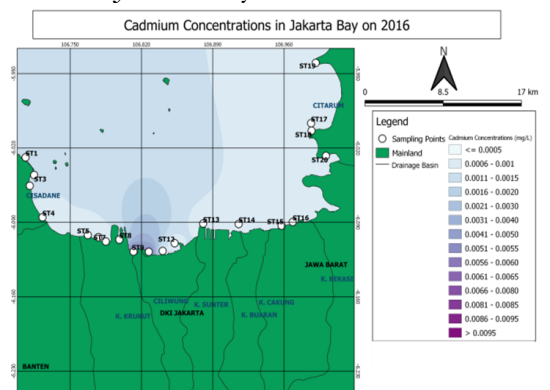 Cadmium Concentrations in Jakarta Bay on 2016
106.750 106.820 106.890 106.960
N
0 8.5 17 km
ST19
CITARUM
ST17
ST18
ST20
ST1
ST3
CISADANE
ST4
ST5
ST7
ST8
ST9
ST12
ST13
ST14
ST15
ST16
JAWA BARAT
K. BEKASI
CILIWUNG
K. SUNTER
K. CAKUNG
K. KRUKUT
DKI JAKARTA
K. BUARAN
BANTEN
Legend
Sampling Points
Mainland
Drainage Basin
Cadmium Concentrations (mg/L)
<= 0.0005
0.0006 - 0.001
0.0011 - 0.0015
0.0016 - 0.0020
0.0021 - 0.0030
0.0031 - 0.0040
0.0041 - 0.0050
0.0051 - 0.0055
0.0056 - 0.0060
0.0061 - 0.0065
0.0066 - 0.0080
0.0081 - 0.0085
0.0086 - 0.0095
> 0.0095